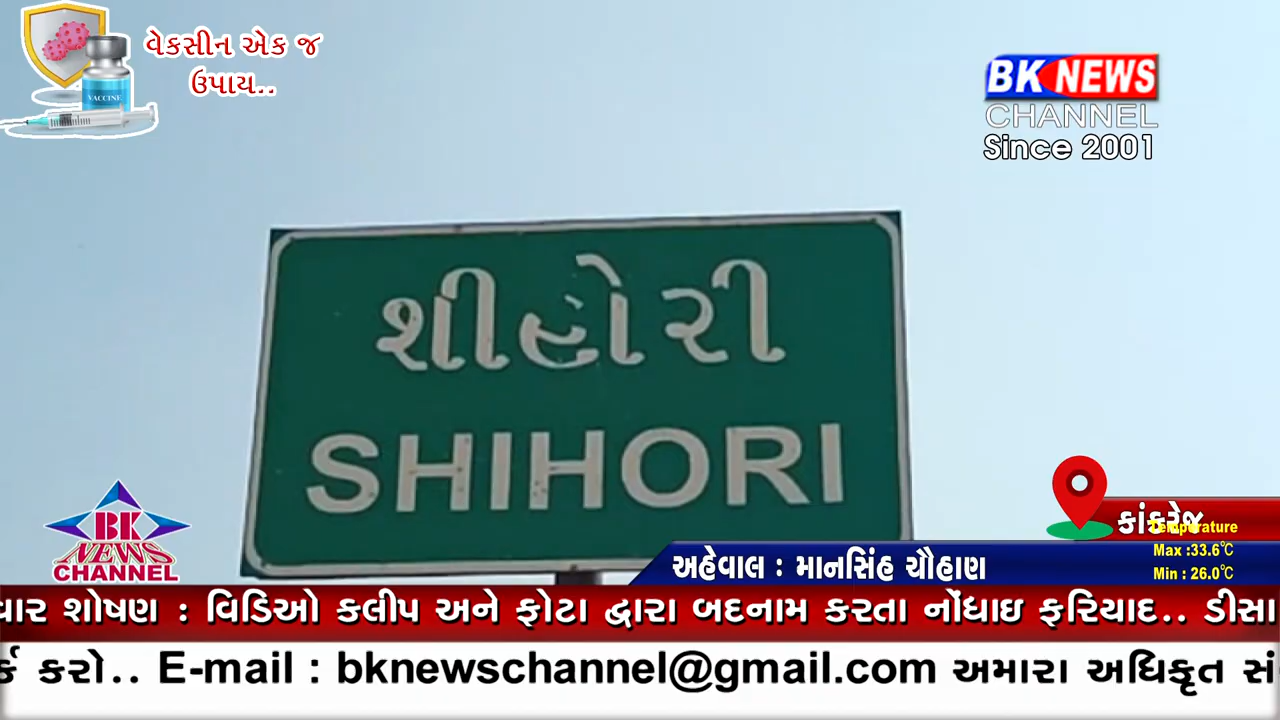 વેકસીન એક જ
ઉપાય..
VACCINE
BK NEWS
CHANNEL
Since 2001
શીહોરી
SHIHORI
BK
NEWS
CHANNEL
કાંકરેજ
Temperature
Max :33.6℃
Min : 26.0℃
અહેવાલ : માનસિંહ ચૌહાણ
વાર શોષણ : વિડિઓ કલીપ અને ફોટા દ્વારા બદનામ કરતા નોંધાઇ ફરિયાદ.. ડીસા
ર્ક કરો.. E-mail : bknewschannel@gmail.com અમારા અધિકૃત સં